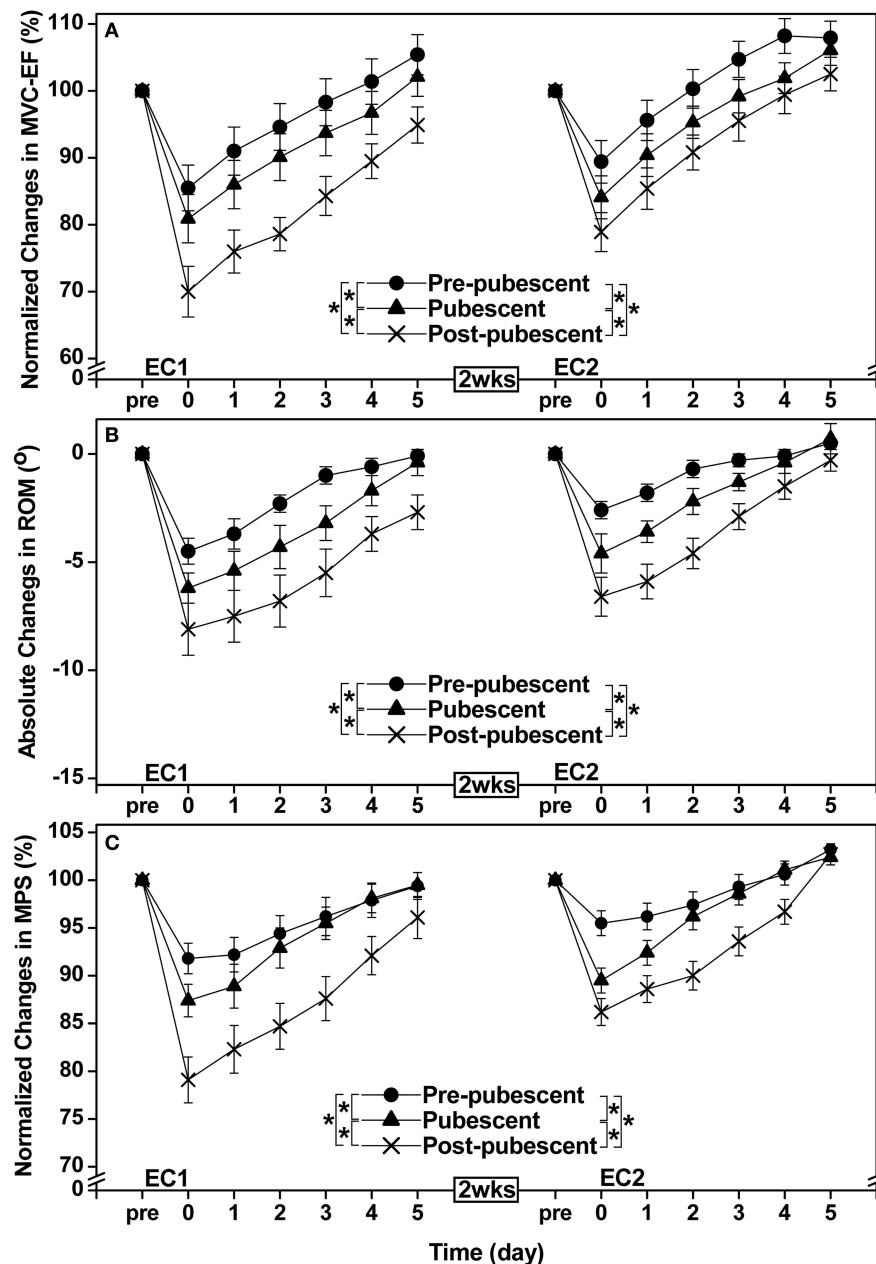 A
Normalized Changes in MVC-EF (%)
110
100
90
80
70
60
0
Pre-pubescent
Pubescent
Post-pubescent
* * *
* * *
EC1
2wks
EC2
pre 0 1 2 3 4 5 pre 0 1 2 3 4 5
B
Absolute Chanegs in ROM (º)
0
-5
-10
-15
Pre-pubescent
Pubescent
Post-pubescent
* * *
* * *
EC1
2wks
EC2
pre 0 1 2 3 4 5 pre 0 1 2 3 4 5
C
Normalized Changes in MPS (%)
105
100
95
90
85
80
75
70
0
Pre-pubescent
Pubescent
Post-pubescent
* * *
* * *
EC1
2wks
EC2
pre 0 1 2 3 4 5 pre 0 1 2 3 4 5
Time (day)